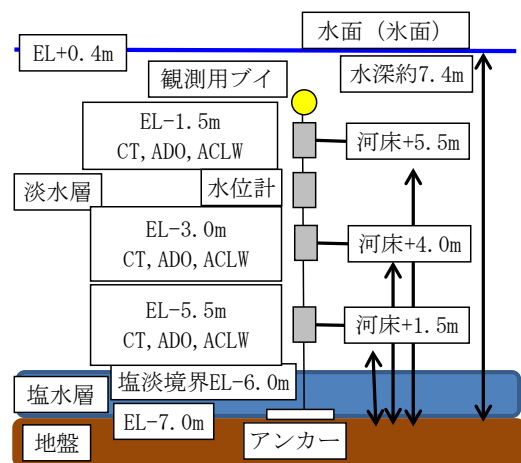 水面（氷面）
EL+0.4m
水深約7.4m
観測用ブイ
EL-1.5m
CT,ADO,ACLW
河床+5.5m
淡水層
水位計
EL-3.0m
CT,ADO,ACLW
河床+4.0m
EL-5.5m
CT,ADO,ACLW
河床+1.5m
塩淡境界EL-6.0m
塩水層
EL-7.0m
地盤
アンカー